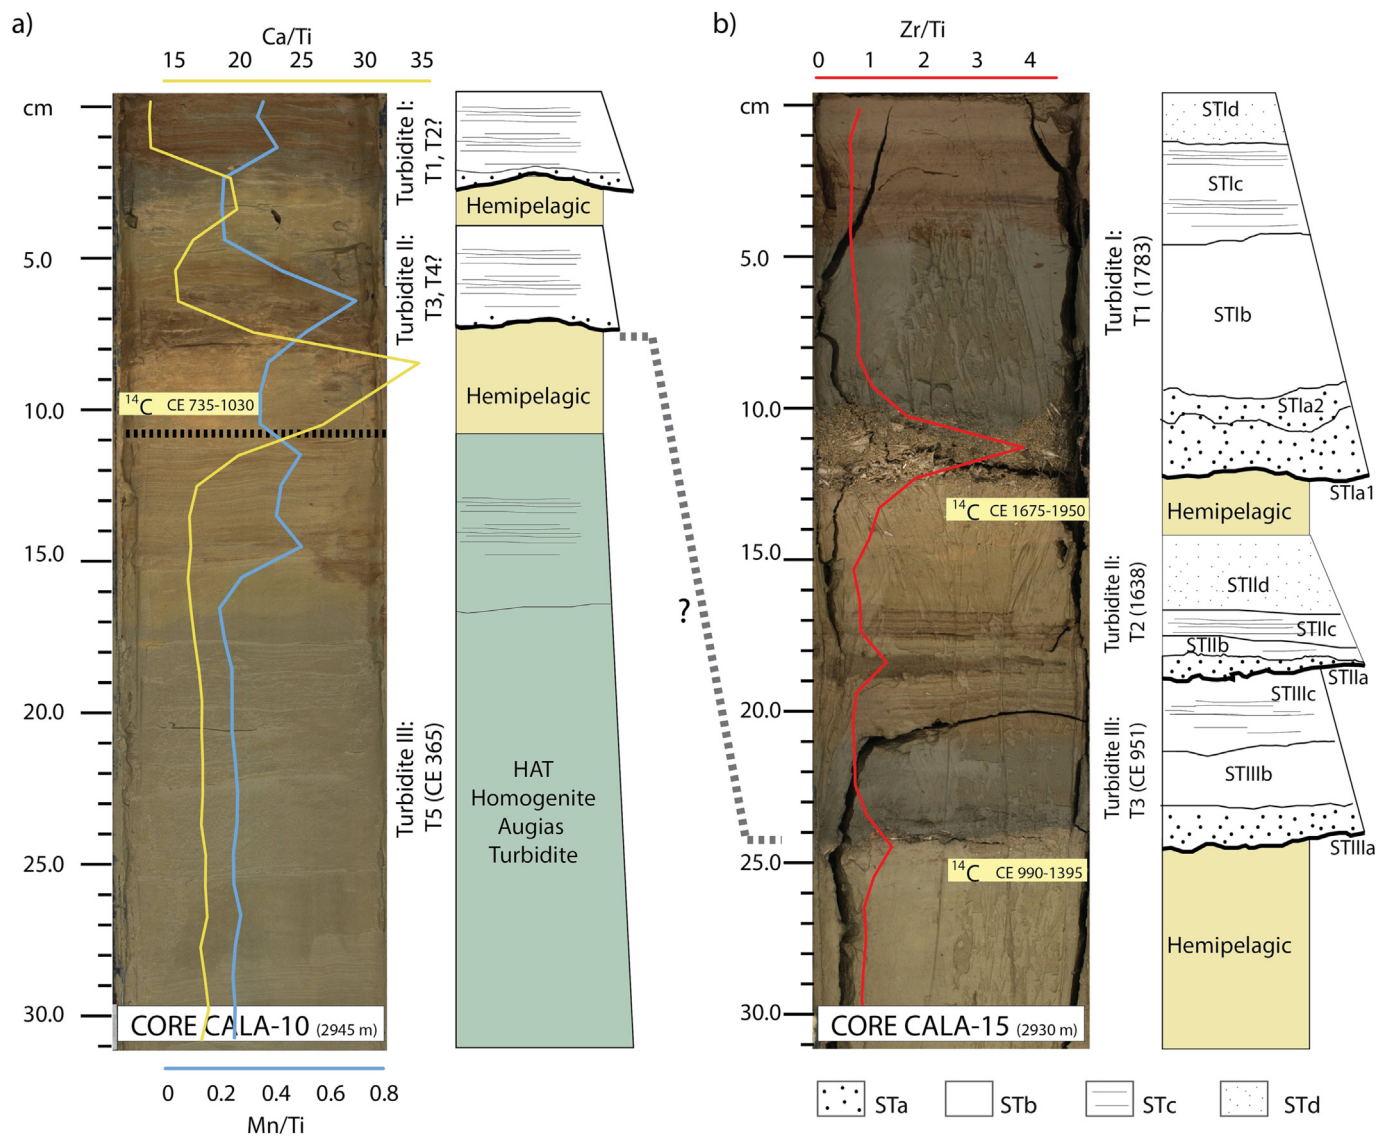 a)
Ca/Ti
15 20 25 30 35
cm
5.0
10.0
15.0
20.0
25.0
30.0
14C CE 735-1030
CORE CALA-10 (2945 m)
0 0.2 0.4 0.6 0.8
Mn/Ti
Turbidite I:
T1, T2?
Turbidite II:
T3, T4?
Turbidite III:
T5 (CE 365)
Hemipelagic
Hemipelagic
HAT
Homogenite
Augias
Turbidite
?
b)
Zr/Ti
0 1 2 3 4
cm
5.0
10.0
15.0
20.0
25.0
30.0
14C CE 1675-1950
14C CE 990-1395
CORE CALA-15 (2930 m)
Turbidite I:
T1 (1783)
Turbidite II:
T2 (1638)
Turbidite III:
T3 (CE 951)
STId
STIc
STIb
STIa2
STIa1
Hemipelagic
STIId
STIIc
STIIb
STIIa
STIIIc
STIIIb
STIIIa
Hemipelagic
STa STb STc STd